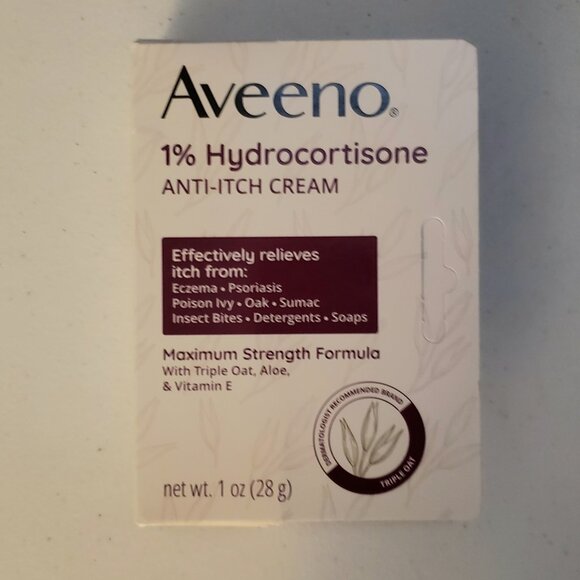 Aveeno®
1% Hydrocortisone
ANTI-ITCH CREAM
Effectively relieves
itch from:
Eczema • Psoriasis
Poison Ivy • Oak • Sumac
Insect Bites • Detergents • Soaps
Maximum Strength Formula
With Triple Oat, Aloe,
& Vitamin E
DERMATOLOGIST RECOMMENDED BRAND
TRIPLE OAT
net wt. 1 oz (28 g)